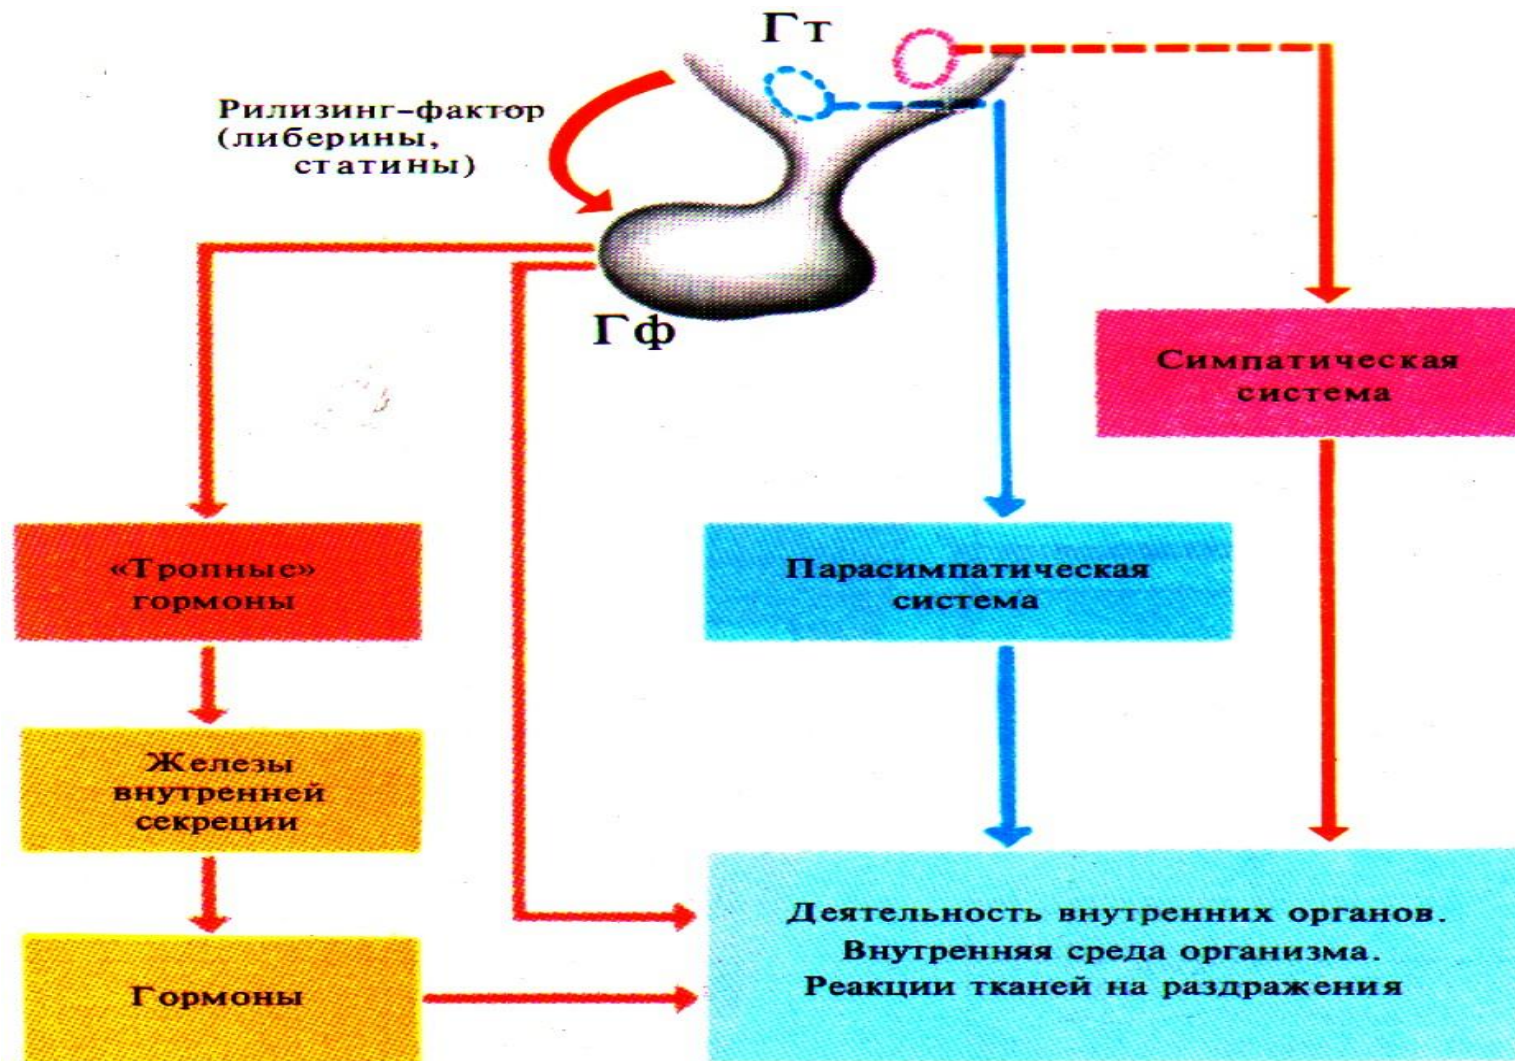 Гт
Рилизинг-фактор
(либерины,
статины)
Гф
Симпатическая
система
«Тропные»
гормоны
Парасимпатическая
система
Железы
внутренней
секреции
Деятельность внутренних органов.
Внутренняя среда организма.
Реакции тканей на раздражения
Гормоны